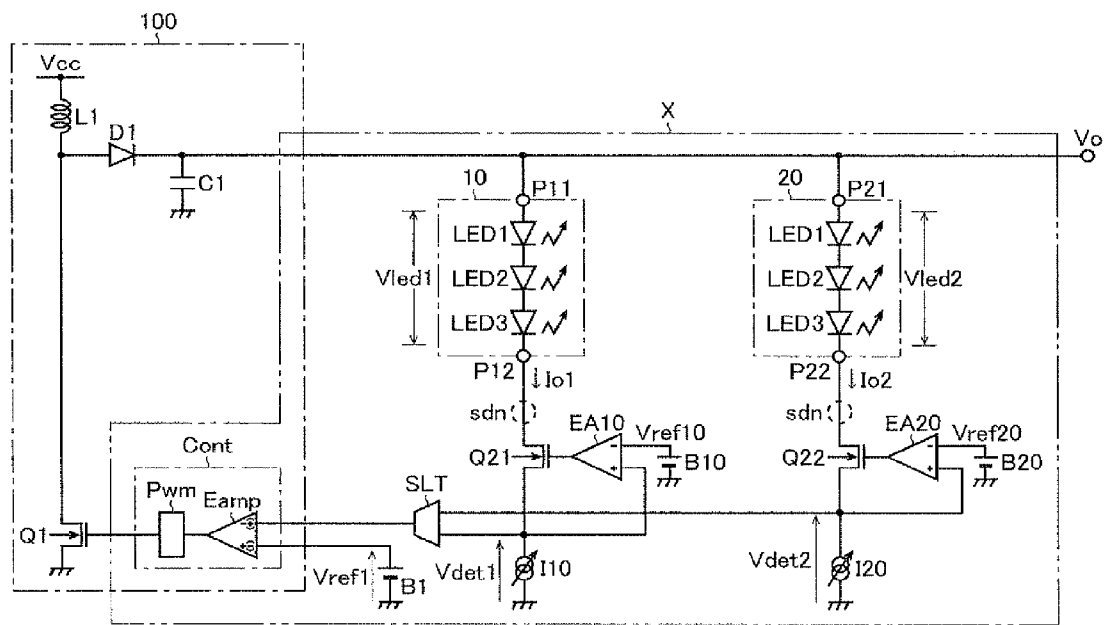 100
Vcc
L1
D1
X
Vo
C1
10
P11
20
P21
LED1
LED1
Vled1
LED2
LED2
Vled2
LED3
LED3
P12
Io1
P22
Io2
sdn
sdn
EA10
Vref10
EA20
Vref20
Q21
B10
Q22
B20
Cont
SLT
Pwm
Eamp
- +
Q1
Vref1
B1
Vdet1
I10
Vdet2
I20